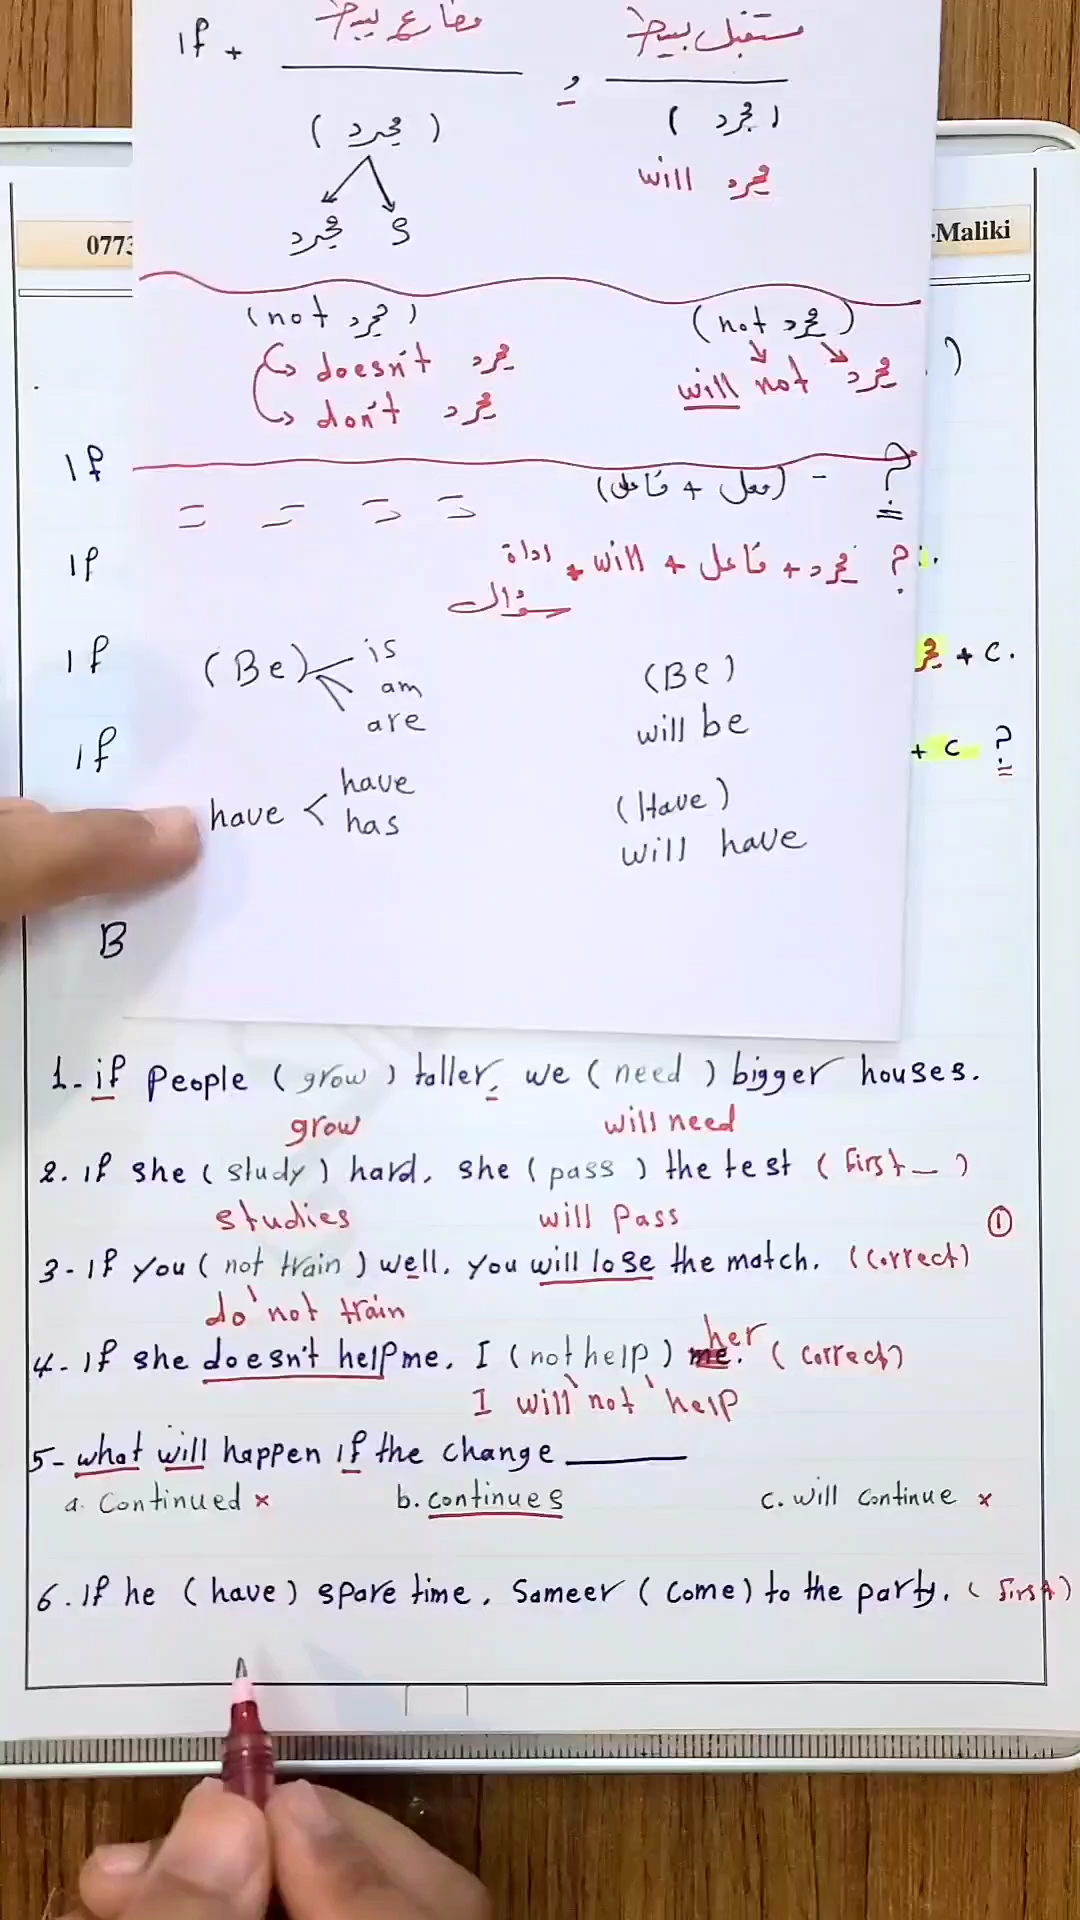 If + مضارع بسيط , مستقبل بسيط
( مجرد ) ( مجرد )
will مجرد
مجرد s
0773 -Maliki
(not مجرد) (not مجرد)
doesn't مجرد will not مجرد )
don't مجرد
If
(فعل + فاعل) - ?
If اداة سؤال + will + فاعل + مجرد ?
If (Be) is am are (Be) will be مجرد + c.
If + c ?
have have has (Have) will have
B
1- if people (grow) taller, we (need) bigger houses.
grow will need
2. if she (study) hard, she (pass) the test (first_)
studies will pass
①
3- if you (not train) well, you will lose the match. (correct)
do not train
4- if she doesn't help me, I (not help) me her. (correct)
I will not help
5- what will happen if the change ______
a. continued x b. continues c. will continue x
6. if he (have) spare time, Sameer (come) to the party. (first)